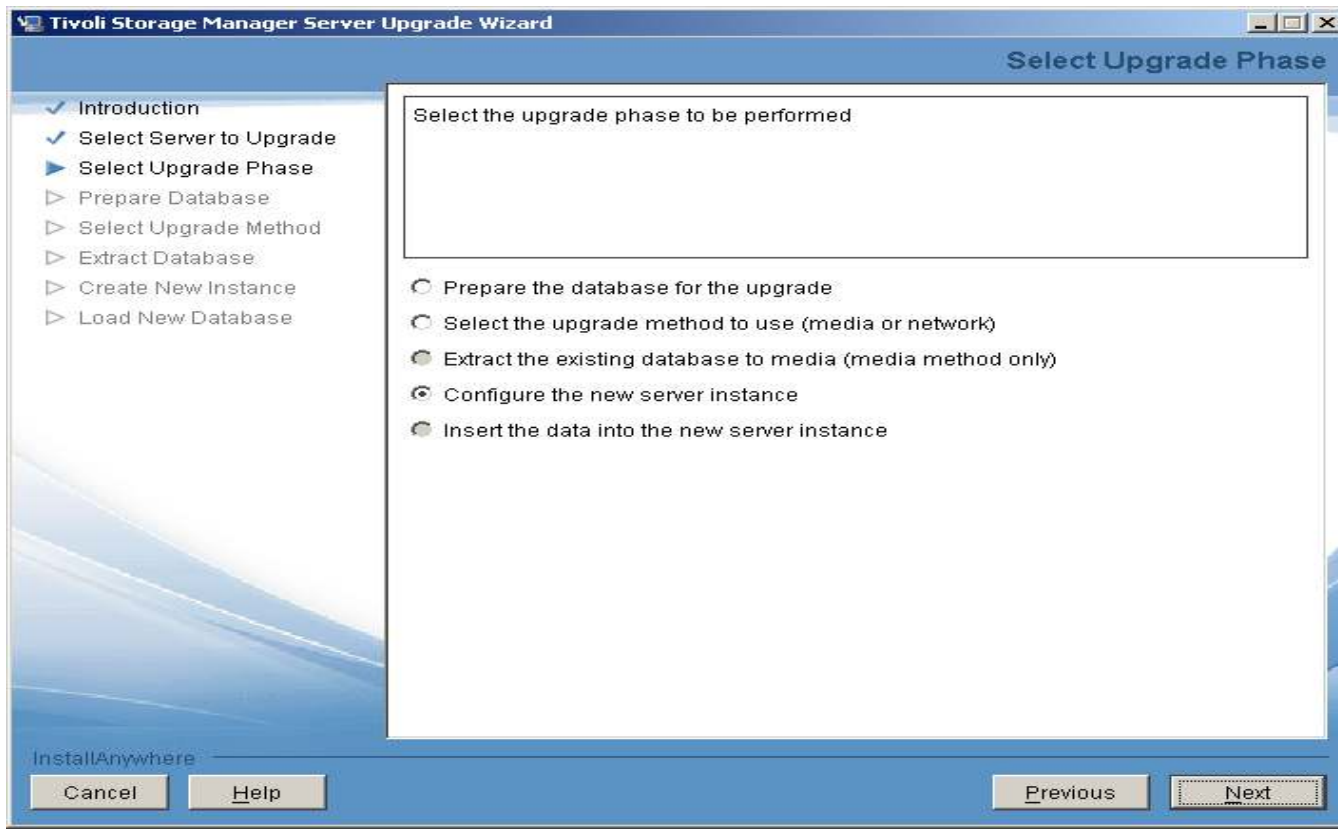 Tivoli Storage Manager Server Upgrade Wizard
Select Upgrade Phase
Introduction
Select Server to Upgrade
Select Upgrade Phase
Prepare Database
Select Upgrade Method
Extract Database
Create New Instance
Load New Database
Select the upgrade phase to be performed
Prepare the database for the upgrade
Select the upgrade method to use (media or network)
Extract the existing database to media (media method only)
Configure the new server instance
Insert the data into the new server instance
InstallAnywhere
Cancel
Help
Previous
Next